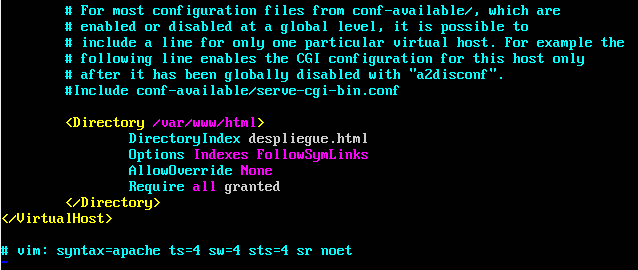 # For most configuration files from conf-available/, which are
# enabled or disabled at a global level, it is possible to
# include a line for only one particular virtual host. For example the
# following line enables the CGI configuration for this host only
# after it has been globally disabled with "a2disconf".
#Include conf-available/serve-cgi-bin.conf
<Directory /var/www/html>
DirectoryIndex despliegue.html
Options Indexes FollowSymLinks
AllowOverride None
Require all granted
</Directory>
</VirtualHost>
# vim: syntax=apache ts=4 sw=4 sts=4 sr noet